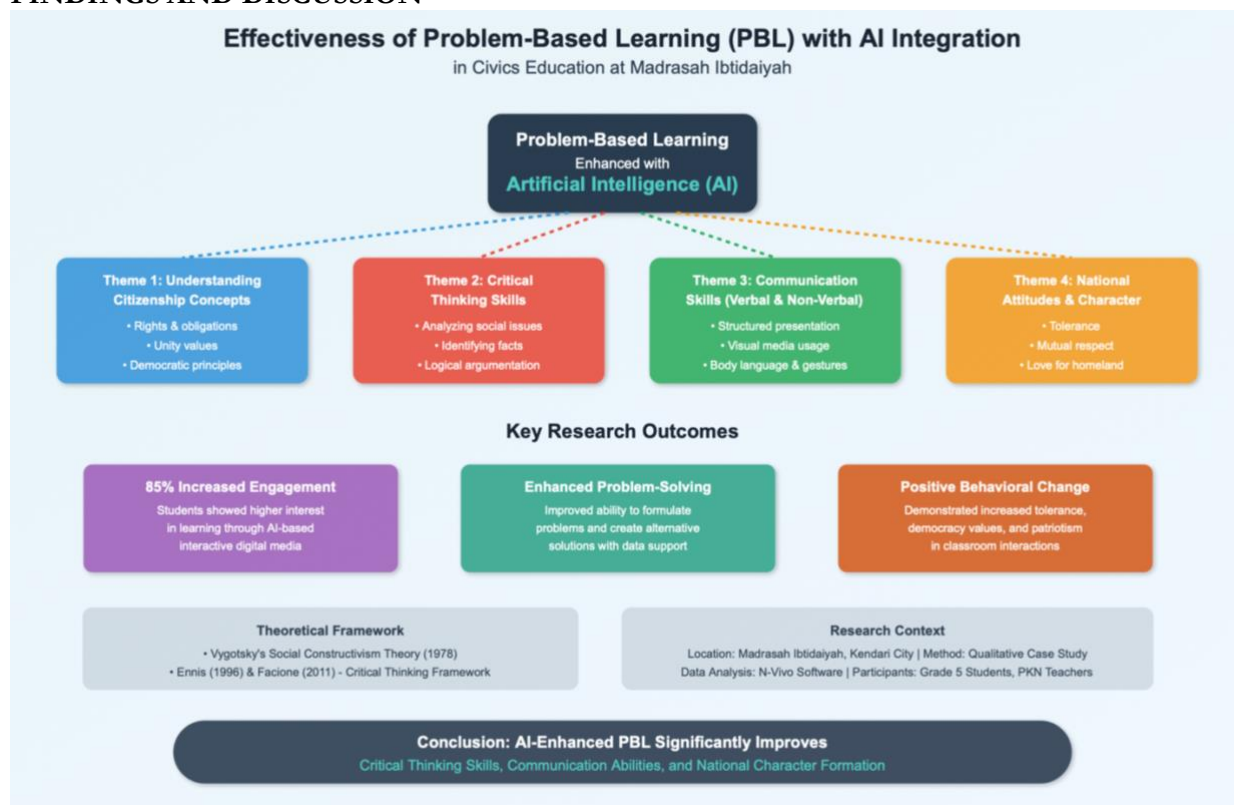 FINDINGS AND DISCUSSION
Effectiveness of Problem-Based Learning (PBL) with AI Integration
in Civics Education at Madrasah Ibtidaiyah
Problem-Based Learning
Enhanced with
Artificial Intelligence (AI)
Theme 1: Understanding
Citizenship Concepts
• Rights & obligations
• Unity values
• Democratic principles
Theme 2: Critical
Thinking Skills
• Analyzing social issues
• Identifying facts
• Logical argumentation
Theme 3: Communication
Skills (Verbal & Non-Verbal)
• Structured presentation
• Visual media usage
• Body language & gestures
Theme 4: National
Attitudes & Character
• Tolerance
• Mutual respect
• Love for homeland
Key Research Outcomes
85% Increased Engagement
Students showed higher interest
in learning through AI-based
interactive digital media
Enhanced Problem-Solving
Improved ability to formulate
problems and create alternative
solutions with data support
Positive Behavioral Change
Demonstrated increased tolerance,
democracy values, and patriotism
in classroom interactions
Theoretical Framework
• Vygotsky's Social Constructivism Theory (1978)
• Ennis (1996) & Facione (2011) - Critical Thinking Framework
Research Context
Location: Madrasah Ibtidaiyah, Kendari City | Method: Qualitative Case Study
Data Analysis: N-Vivo Software | Participants: Grade 5 Students, PKN Teachers
Conclusion: AI-Enhanced PBL Significantly Improves
Critical Thinking Skills, Communication Abilities, and National Character Formation